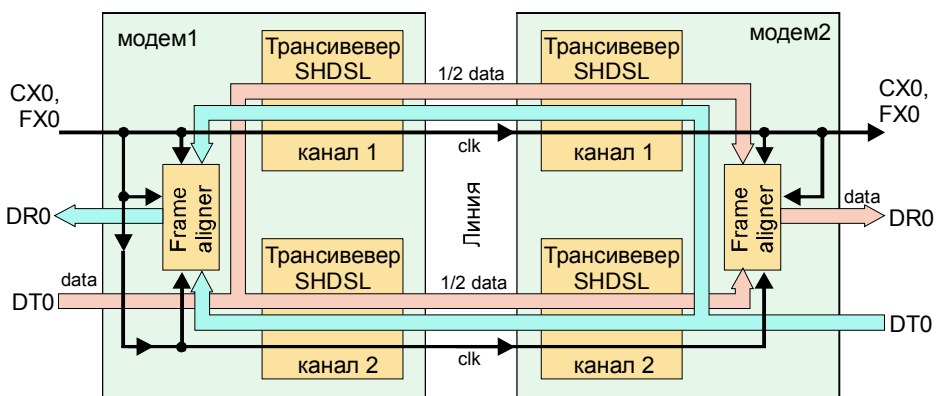 модем1
модем2
Трансивевер
SHDSL
Трансивевер
SHDSL
1/2 data
CX0,
FX0
CX0,
FX0
clk
канал 1
канал 1
Frame
aligner
Линия
Frame
aligner
data
DR0
DR0
Трансивевер
SHDSL
Трансивевер
SHDSL
data
1/2 data
DT0
DT0
clk
канал 2
канал 2